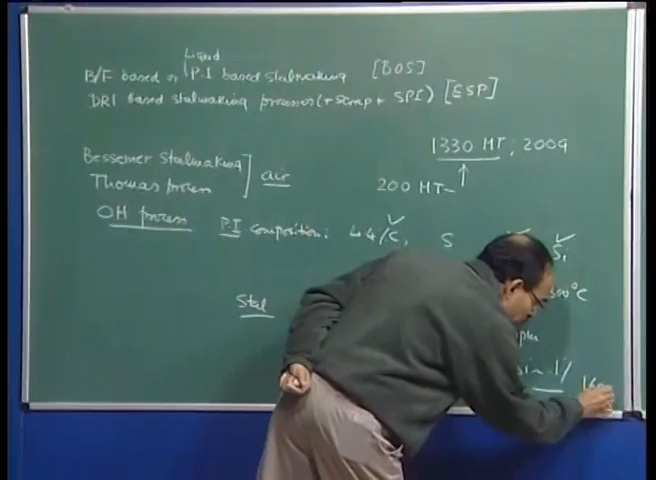 Liquid
B/F based or P-I based steelmaking [BOS]
DRI based steelmaking processes (+ scrap + SPI) [ESP]
1330 MT; 2009
Bessemer Steelmaking] air
Thomas process
200 MT
OH process
P.I composition: 4.4/C, S Si
°C
Steel